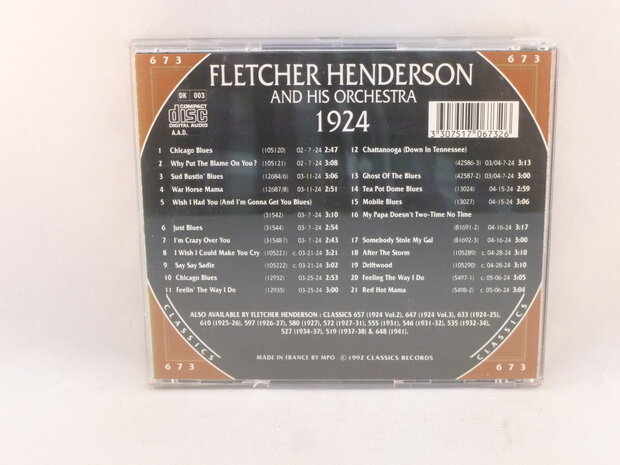 673
673
FLETCHER HENDERSON
AND HIS ORCHESTRA
1924
DK 003
COMPACT
disc
DIGITAL AUDIO
A.A.D.
3 307517 067326
1 Chicago Blues (105120) 02-?-24 2:47
2 Why Put The Blame On You? (105121) 02-?-24 3:08
3 Sud Bustin' Blues (12684/6) 03-11-24 3:13
4 War Horse Mama (12687/8) 03-11-24 2:51
5 Wish I Had You (And I'm Gonna Get You Blues)
(31542) 03-?-24 3:10
6 Just Blues (31544) 03-?-24 2:54
7 I'm Crazy Over You (31548?) 03-?-24 2:43
8 I Wish I Could Make You Cry (105221) c. 03-21-24 3:21
9 Say Say Sadie (105222) c. 03-21-24 3:02
10 Chicago Blues (12932) 03-25-24 2:53
11 Feelin' The Way I Do (12935) 03-25-24 3:00
12 Chattanooga (Down In Tennessee)
(42586-3) 03/04-?-24 3:13
13 Ghost Of The Blues (42587-2) 03/04-?-24 3:00
14 Tea Pot Dome Blues (13024) 04-15-24 2:59
15 Mobile Blues (13027) 04-15-24 3:06
16 My Papa Doesn't Two-Time No Time
(81691-2) 04-16-24 3:17
17 Somebody Stole My Gal (81692-3) 04-16-24 3:00
18 After The Storm (105289) c. 04-28-24 3:10
19 Driftwood (105290) c. 04-28-24 3:10
20 Feeling The Way I Do (5497-1) c. 05-06-24 3:05
21 Red Hot Mama (5498-2) c. 05-06-24 3:04
ALSO AVAILABLE BY FLETCHER HENDERSON : CLASSICS 657 (1924 Vol.2), 647 (1924 Vol.3), 633 (1924-25),
610 (1925-26), 597 (1926-27), 580 (1927), 572 (1927-31), 555 (1931), 546 (1931-32), 535 (1932-34),
527 (1934-37), 519 (1937-38) & 648 (1941).
MADE IN FRANCE BY MPO © 1992 CLASSICS RECORDS
CLASSICS
673
CLASSICS
673